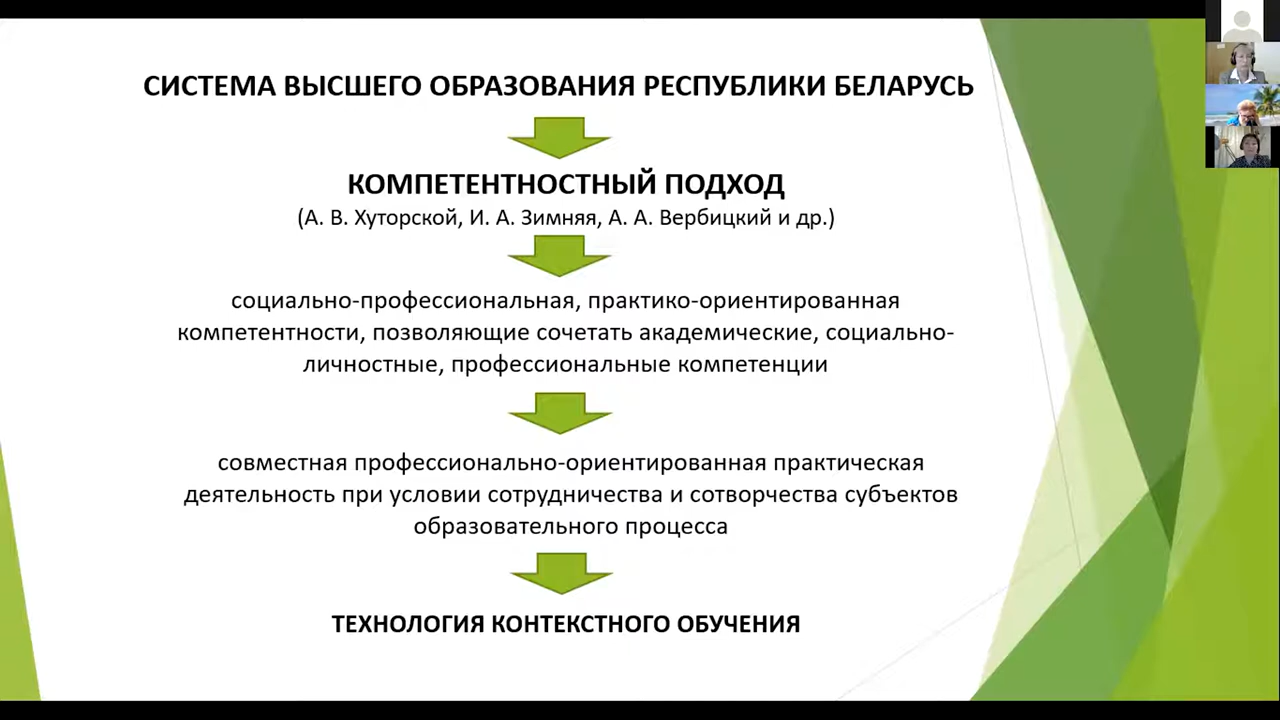 СИСТЕМА ВЫСШЕГО ОБРАЗОВАНИЯ РЕСПУБЛИКИ БЕЛАРУСЬ
КОМПЕТЕНТНОСТНЫЙ ПОДХОД
(А. В. Хуторской, И. А. Зимняя, А. А. Вербицкий и др.)
социально-профессиональная, практико-ориентированная
компетентности, позволяющие сочетать академические, социально-
личностные, профессиональные компетенции
совместная профессионально-ориентированная практическая
деятельность при условии сотрудничества и сотворчества субъектов
образовательного процесса
ТЕХНОЛОГИЯ КОНТЕКСТНОГО ОБУЧЕНИЯ